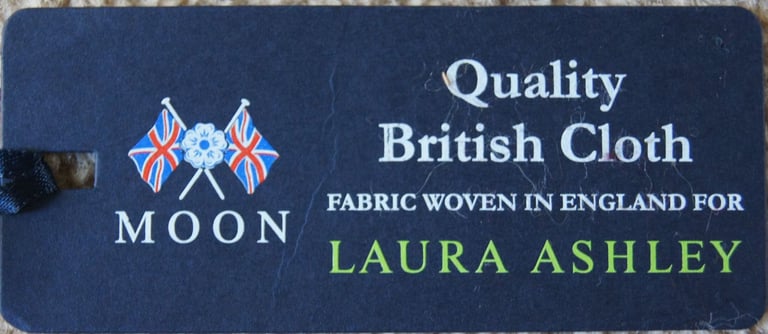 MOON
Quality
British Cloth
FABRIC WOVEN IN ENGLAND FOR
LAURA ASHLEY